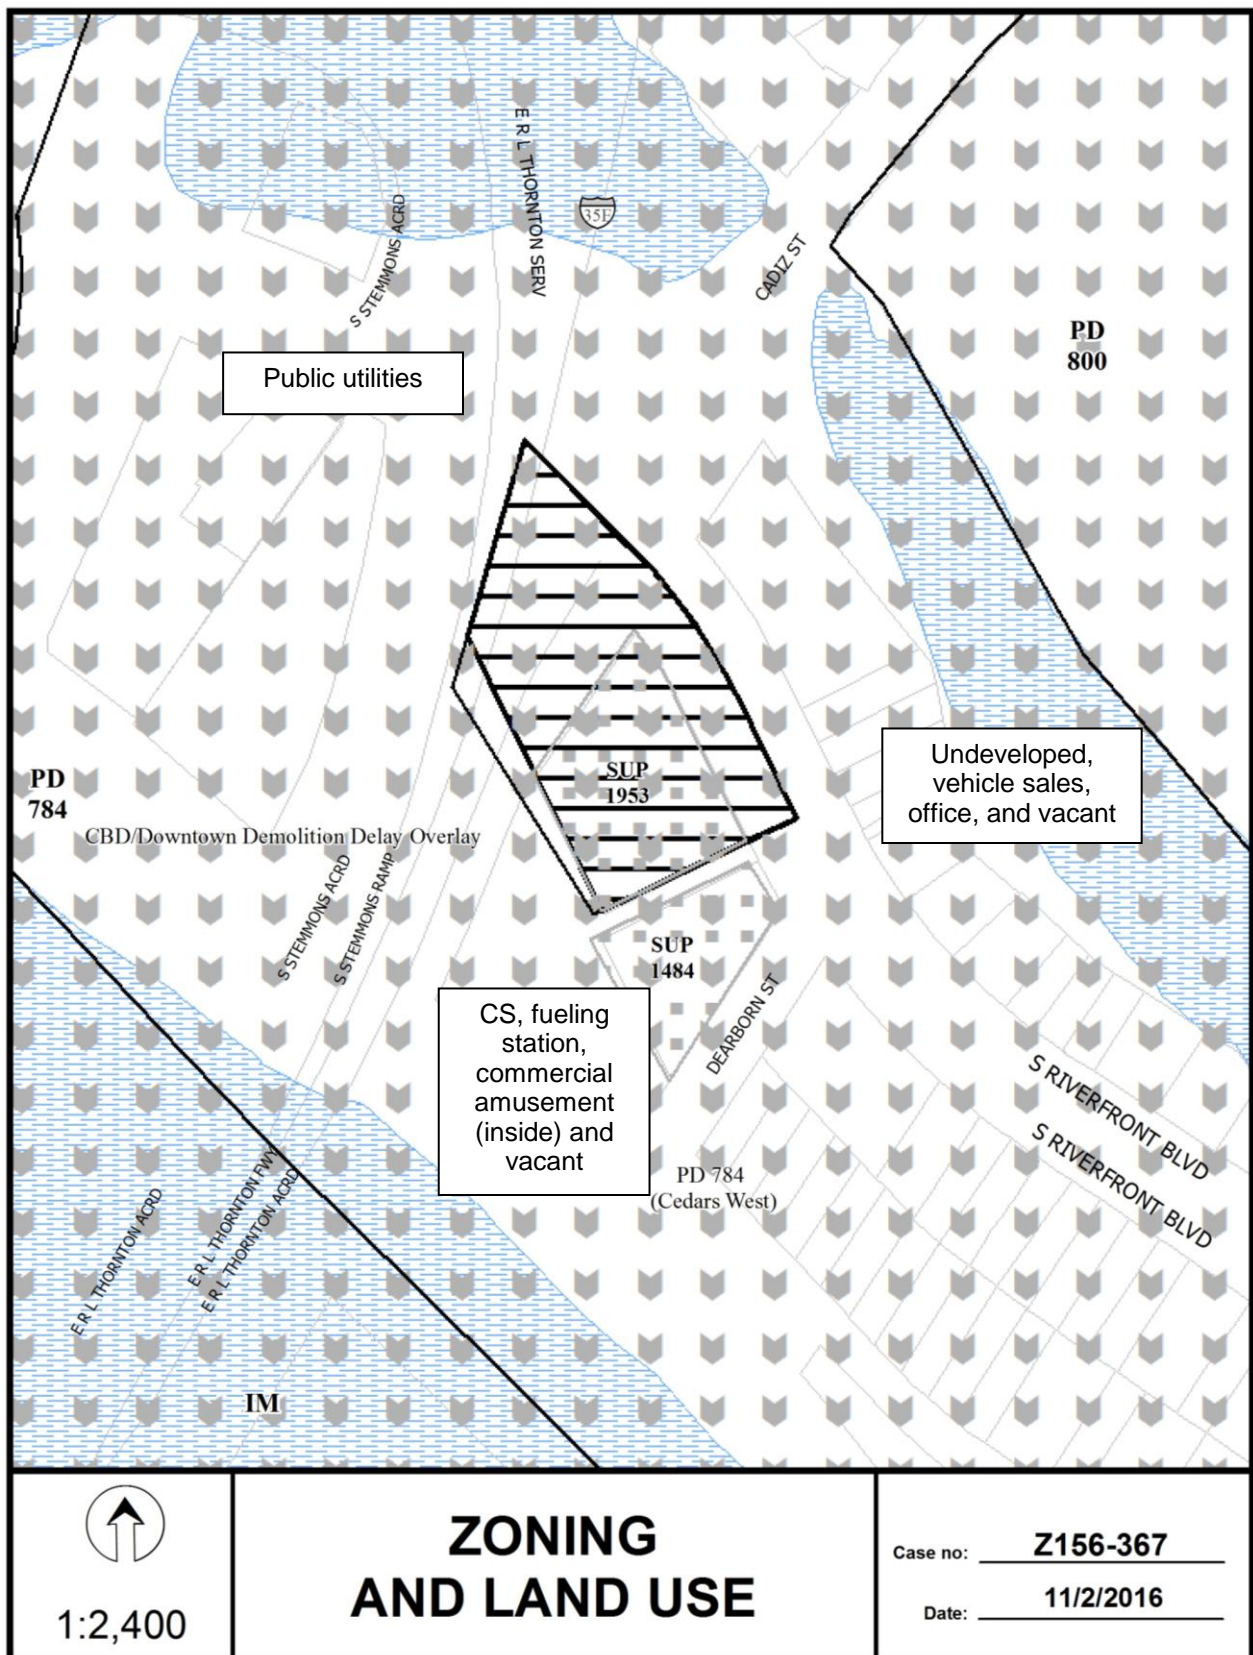 E R L THORNTON SERV
35E
S STEMMONS ACRD
CADIZ ST
PD
800
Public utilities
Undeveloped,
vehicle sales,
office, and vacant
SUP
1953
PD
784
CBD/Downtown Demolition Delay Overlay
S STEMMONS ACRD
S STEMMONS RAMP
SUP
1484
CS, fueling
station,
commercial
amusement
(inside) and
vacant
DEARBORN ST
S RIVERFRONT BLVD
S RIVERFRONT BLVD
PD 784
(Cedars West)
E R L THORNTON ACRD
E R L THORNTON FWY
E R L THORNTON ACRD
IM
1:2,400
ZONING
AND LAND USE
Case no: Z156-367
Date: 11/2/2016